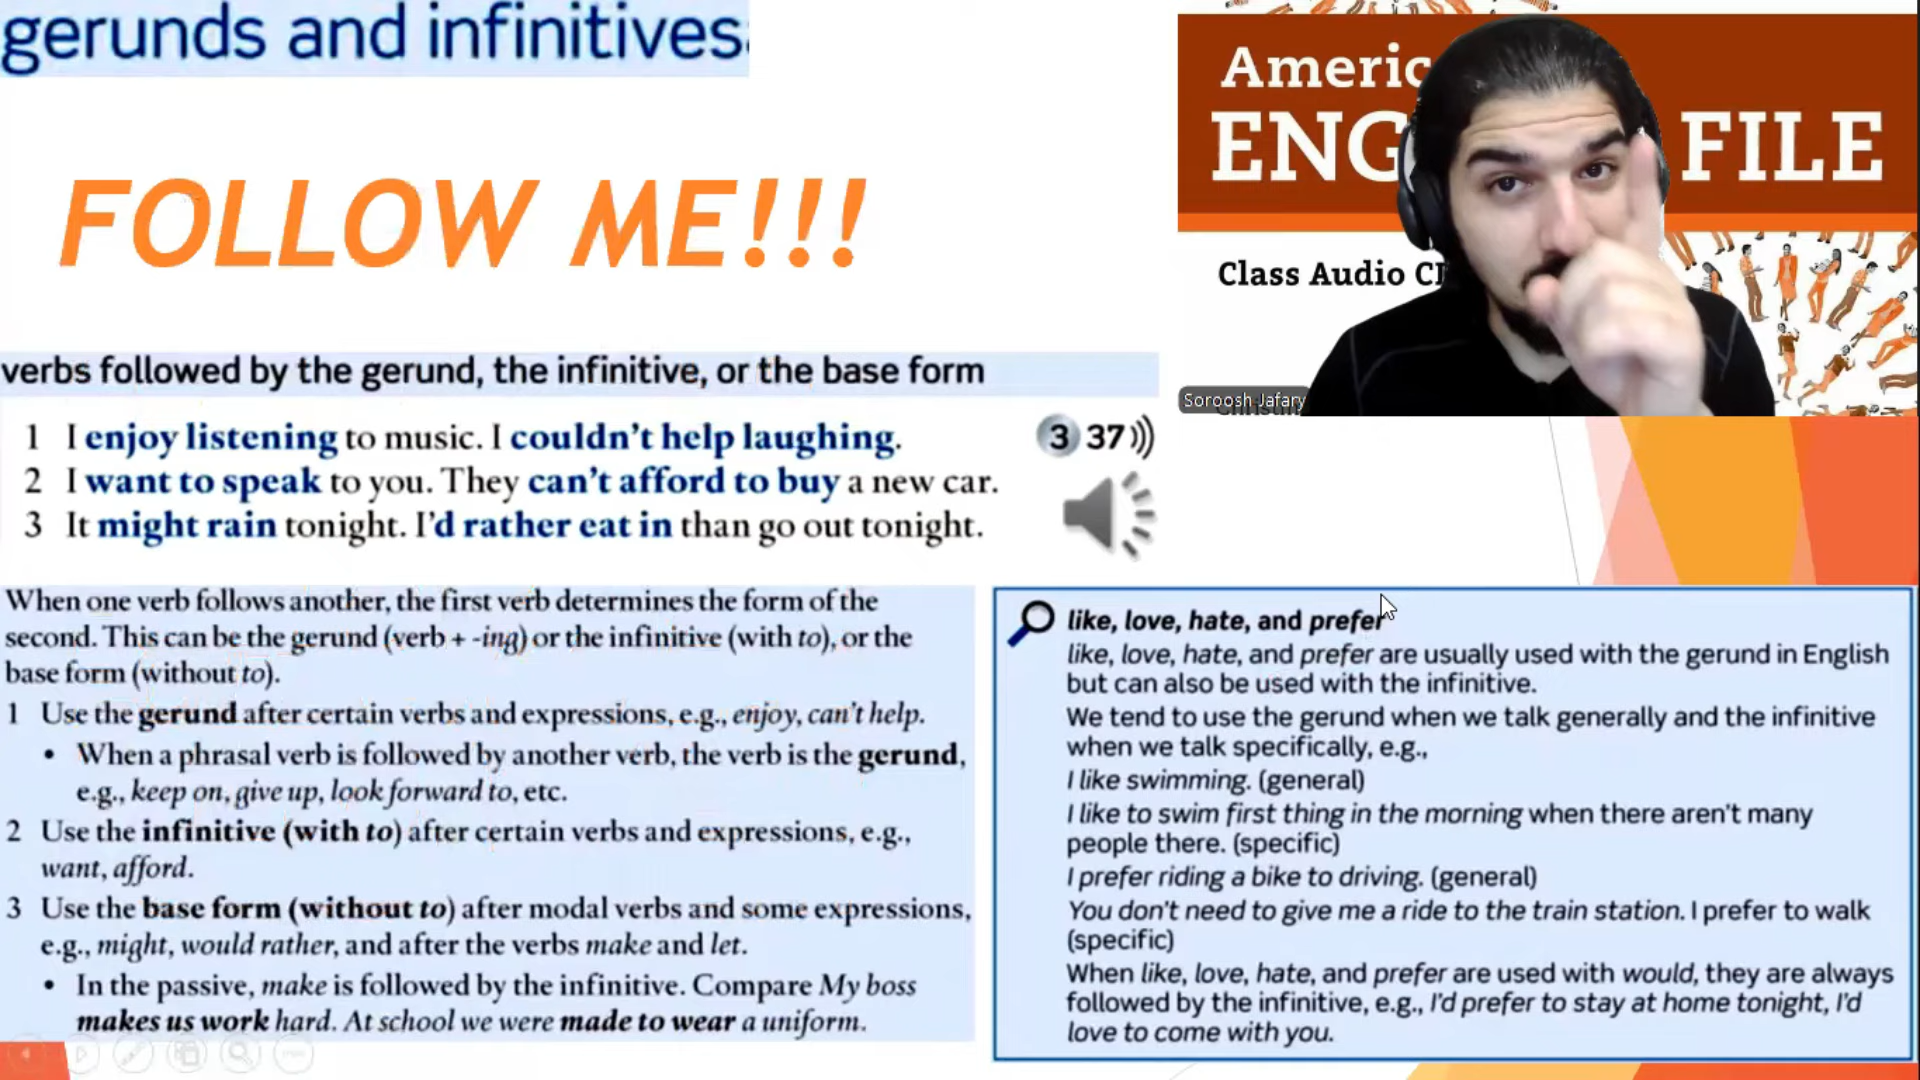 gerunds and infinitives
FOLLOW ME!!!
verbs followed by the gerund, the infinitive, or the base form
1 I enjoy listening to music. I couldn't help laughing.
2 I want to speak to you. They can't afford to buy a new car.
3 It might rain tonight. I'd rather eat in than go out tonight.
3 37
When one verb follows another, the first verb determines the form of the
second. This can be the gerund (verb + -ing) or the infinitive (with to), or the
base form (without to).
1 Use the gerund after certain verbs and expressions, e.g., enjoy, can't help.
• When a phrasal verb is followed by another verb, the verb is the gerund,
e.g., keep on, give up, look forward to, etc.
2 Use the infinitive (with to) after certain verbs and expressions, e.g.,
want, afford.
3 Use the base form (without to) after modal verbs and some expressions,
e.g., might, would rather, and after the verbs make and let.
• In the passive, make is followed by the infinitive. Compare My boss
makes us work hard. At school we were made to wear a uniform.
Americ
ENG FILE
Class Audio CD
Soroosh Jafary
like, love, hate, and prefer
like, love, hate, and prefer are usually used with the gerund in English
but can also be used with the infinitive.
We tend to use the gerund when we talk generally and the infinitive
when we talk specifically, e.g.,
I like swimming. (general)
I like to swim first thing in the morning when there aren't many
people there. (specific)
I prefer riding a bike to driving. (general)
You don't need to give me a ride to the train station. I prefer to walk
(specific)
When like, love, hate, and prefer are used with would, they are always
followed by the infinitive, e.g., I'd prefer to stay at home tonight, I'd
love to come with you.